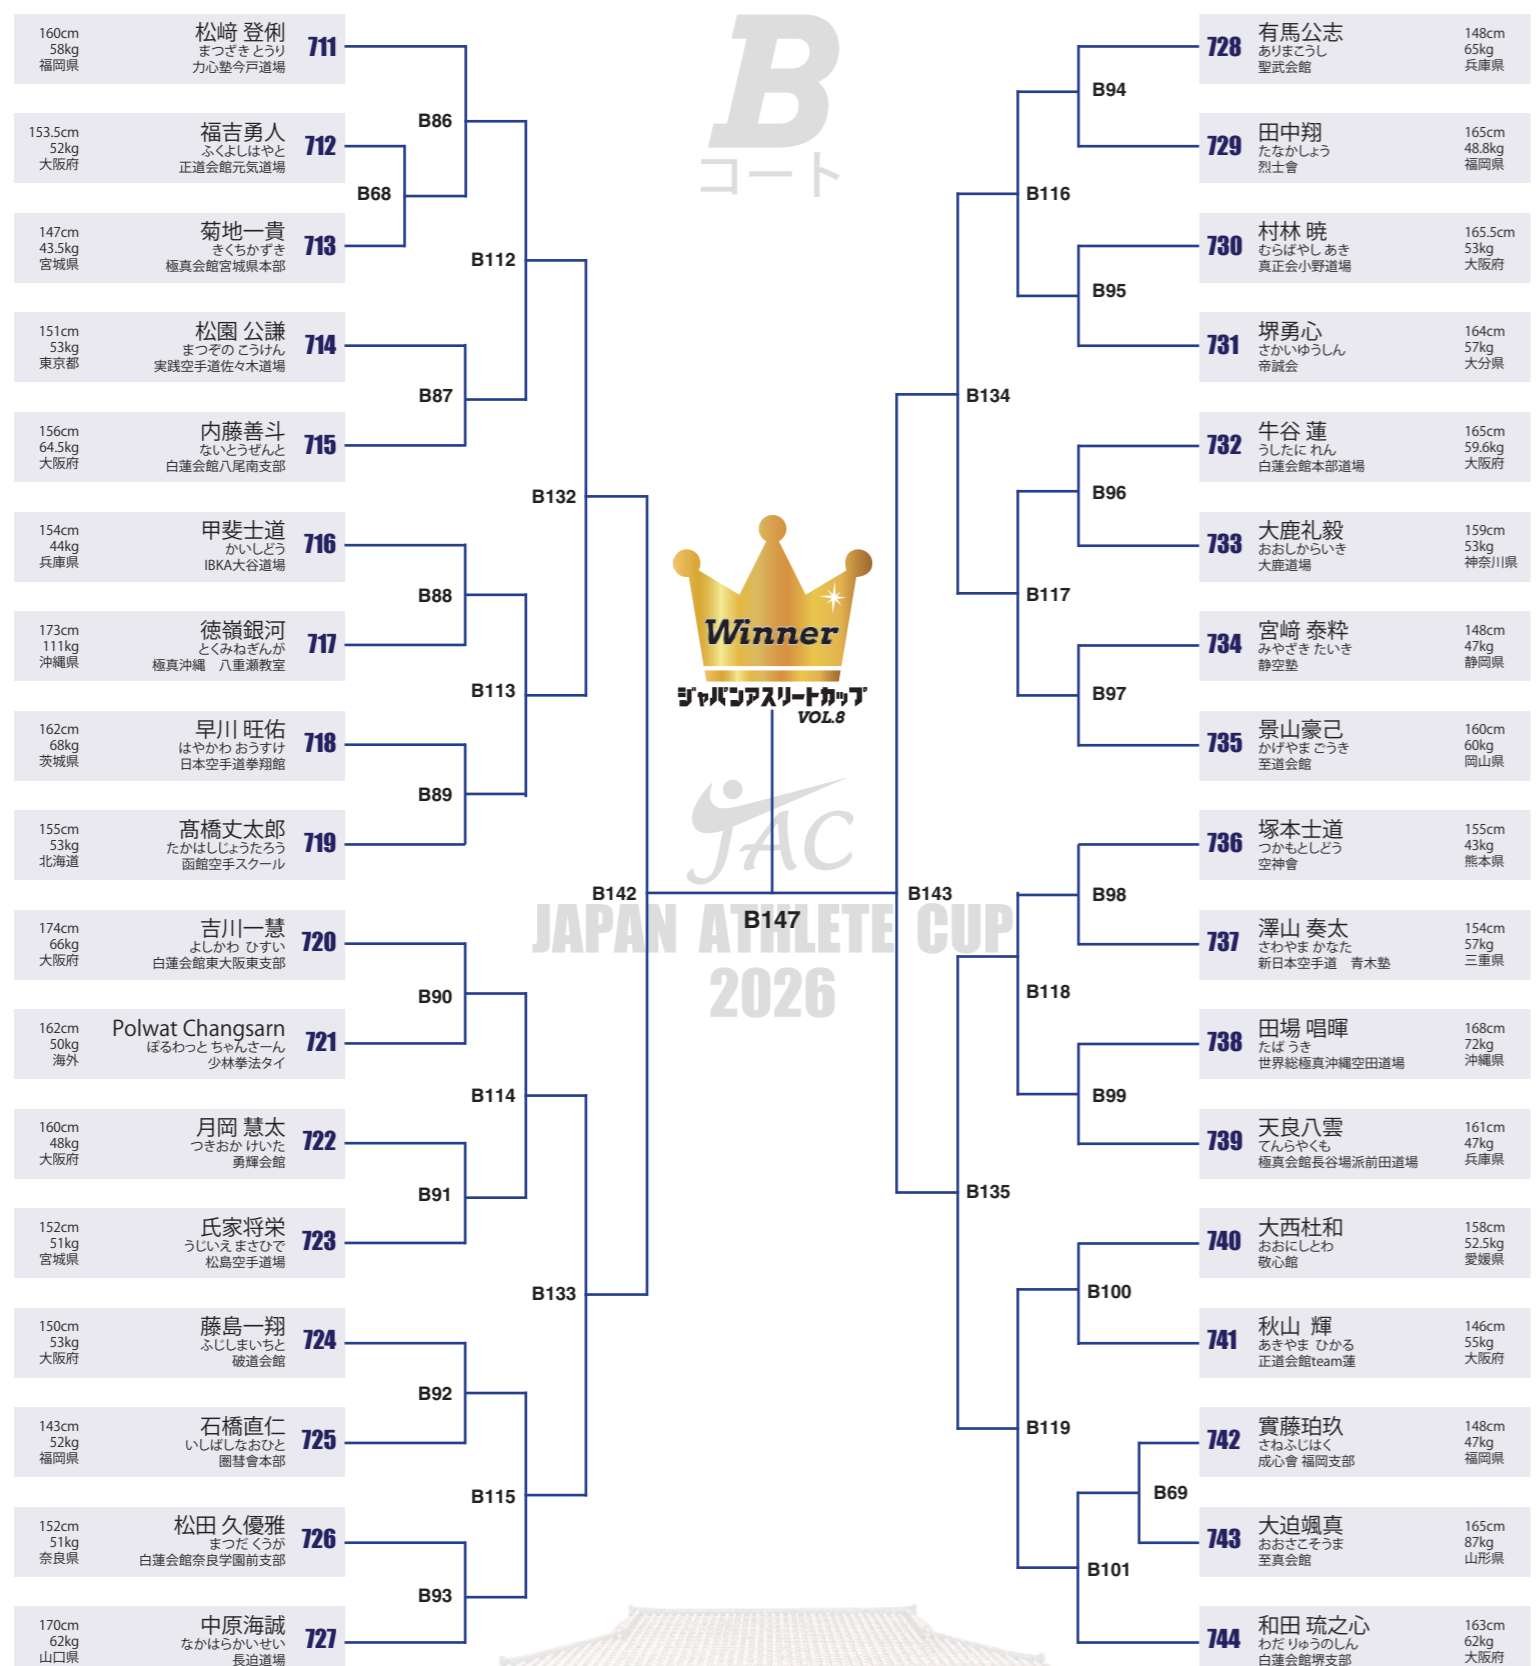 B
コート
160cm
58kg
福岡県
松﨑 登俐
まつざき とうり
力心塾今戸道場
711
153.5cm
52kg
大阪府
福吉勇人
ふくよしはやと
正道会館元気道場
712
147cm
43.5kg
宮城県
菊地一貴
きくちかずき
極真会館宮城県本部
713
151cm
53kg
東京都
松園 公謙
まつぞの こうけん
実践空手道佐々木道場
714
156cm
64.5kg
大阪府
内藤善斗
ないとうぜんと
白蓮会館八尾南支部
715
154cm
44kg
兵庫県
甲斐士道
かいしどう
IBKA大谷道場
716
173cm
111kg
沖縄県
徳嶺銀河
とくみねぎんが
極真沖縄　八重瀬教室
717
162cm
68kg
茨城県
早川 旺佑
はやかわ おうすけ
日本空手道拳翔館
718
155cm
53kg
北海道
髙橋丈太郎
たかはしじょうたろう
函館空手スクール
719
174cm
66kg
大阪府
吉川一慧
よしかわ ひすい
白蓮会館東大阪東支部
720
162cm
50kg
海外
Polwat Changsarn
ぽるわっと ちゃんさーん
少林拳法タイ
721
160cm
48kg
大阪府
月岡 慧太
つきおか けいた
勇輝会館
722
152cm
51kg
宮城県
氏家将栄
うじいえ まさひで
松島空手道場
723
150cm
53kg
大阪府
藤島一翔
ふじしまいちと
破道会館
724
143cm
52kg
福岡県
石橋直仁
いしばしなおひと
圏彗會本部
725
152cm
51kg
奈良県
松田 久優雅
まつだ くうが
白蓮会館奈良学園前支部
726
170cm
62kg
山口県
中原海誠
なかはらかいせい
長迫道場
727
B68
B86
B87
B88
B89
B90
B91
B92
B93
B112
B113
B114
B115
B132
B133
B142
Winner
ジャパンアスリートカップ
VOL.8
JAC
JAPAN ATHLETE CUP
2026
B147
B143
B134
B135
B116
B117
B118
B119
B94
B95
B96
B97
B98
B99
B100
B101
B69
728
有馬公志
ありまこうし
聖武会館
148cm
65kg
兵庫県
729
田中翔
たなかしょう
烈士會
165cm
48.8kg
福岡県
730
村林 暁
むらばやし あき
真正会小野道場
165.5cm
53kg
大阪府
731
堺勇心
さかいゆうしん
帝誠会
164cm
57kg
大分県
732
牛谷 蓮
うしたに れん
白蓮会館本部道場
165cm
59.6kg
大阪府
733
大鹿礼毅
おおしからいき
大鹿道場
159cm
53kg
神奈川県
734
宮﨑 泰粋
みやざき たいき
静空塾
148cm
47kg
静岡県
735
景山豪己
かげやま ごうき
至道会館
160cm
60kg
岡山県
736
塚本士道
つかもとしどう
空神會
155cm
43kg
熊本県
737
澤山 奏太
さわやま かなた
新日本空手道　青木塾
154cm
57kg
三重県
738
田場 唱暉
たば うき
世界総極真沖縄空田道場
168cm
72kg
沖縄県
739
天良八雲
てんらやくも
極真会館長谷場派前田道場
161cm
47kg
兵庫県
740
大西杜和
おおにしとわ
敬心館
158cm
52.5kg
愛媛県
741
秋山 輝
あきやま ひかる
正道会館team蓮
146cm
55kg
大阪府
742
實藤珀玖
さねふじはく
成心會 福岡支部
148cm
47kg
福岡県
743
大迫颯真
おおさこそうま
至真会館
165cm
87kg
山形県
744
和田 琉之心
わだ りゅうのしん
白蓮会館堺支部
163cm
62kg
大阪府